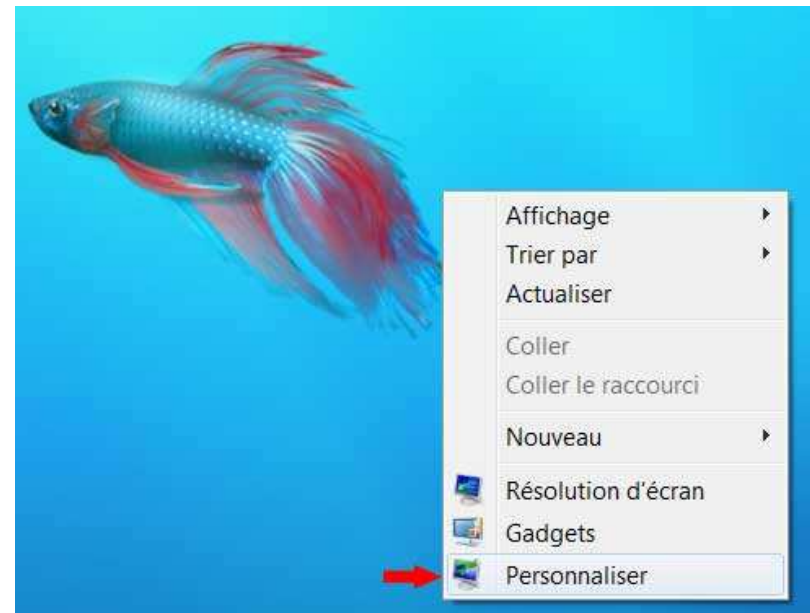 Affichage
Trier par
Actualiser
Coller
Coller le raccourci
Nouveau
Résolution d'écran
Gadgets
Personnaliser